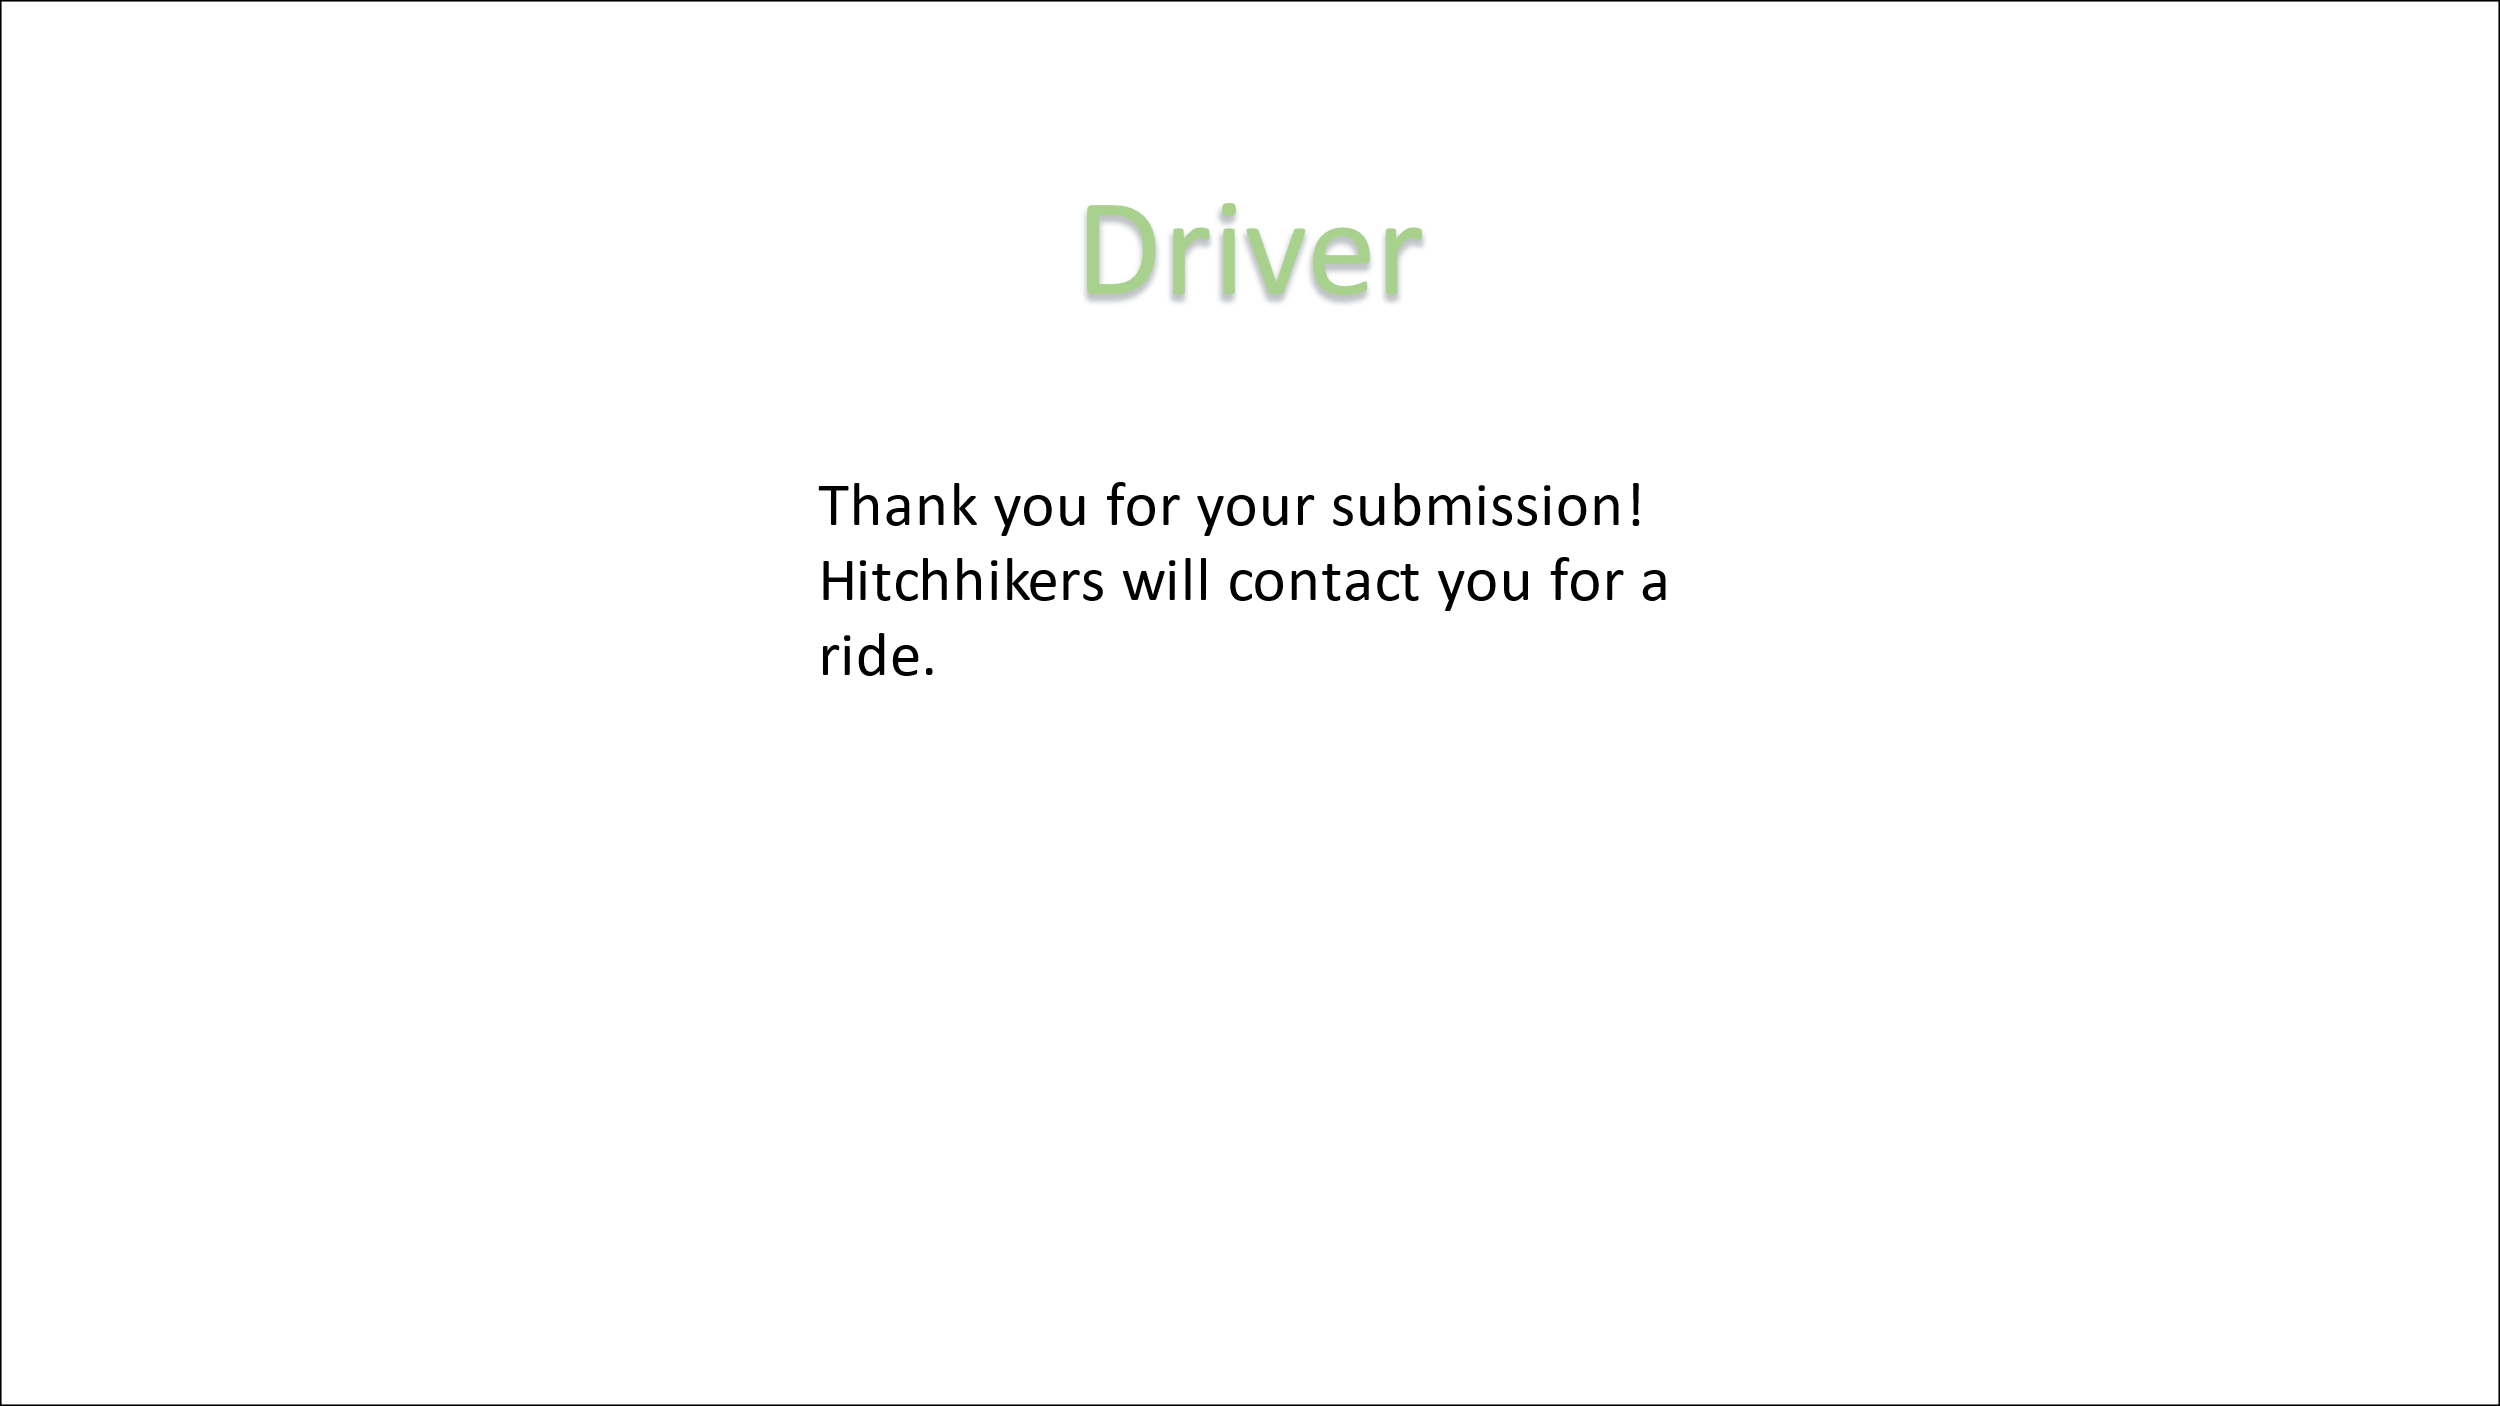 Driver
Thank you for your submission!
Hitchhikers will contact you for a
ride.